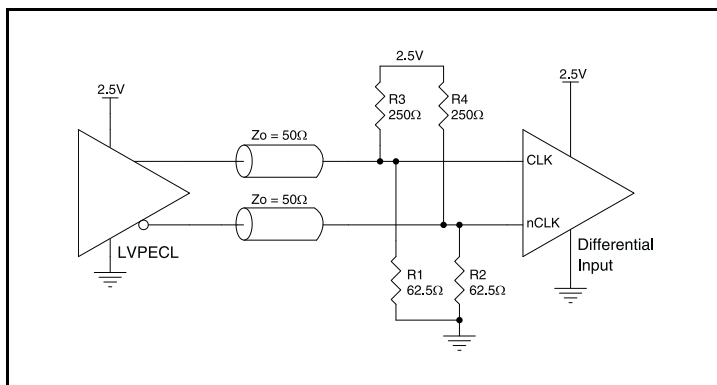 2.5V
2.5V
2.5V
R3
250Ω
R4
250Ω
Zo = 50Ω
CLK
Zo = 50Ω
nCLK
LVPECL
Differential
Input
R1
62.5Ω
R2
62.5Ω